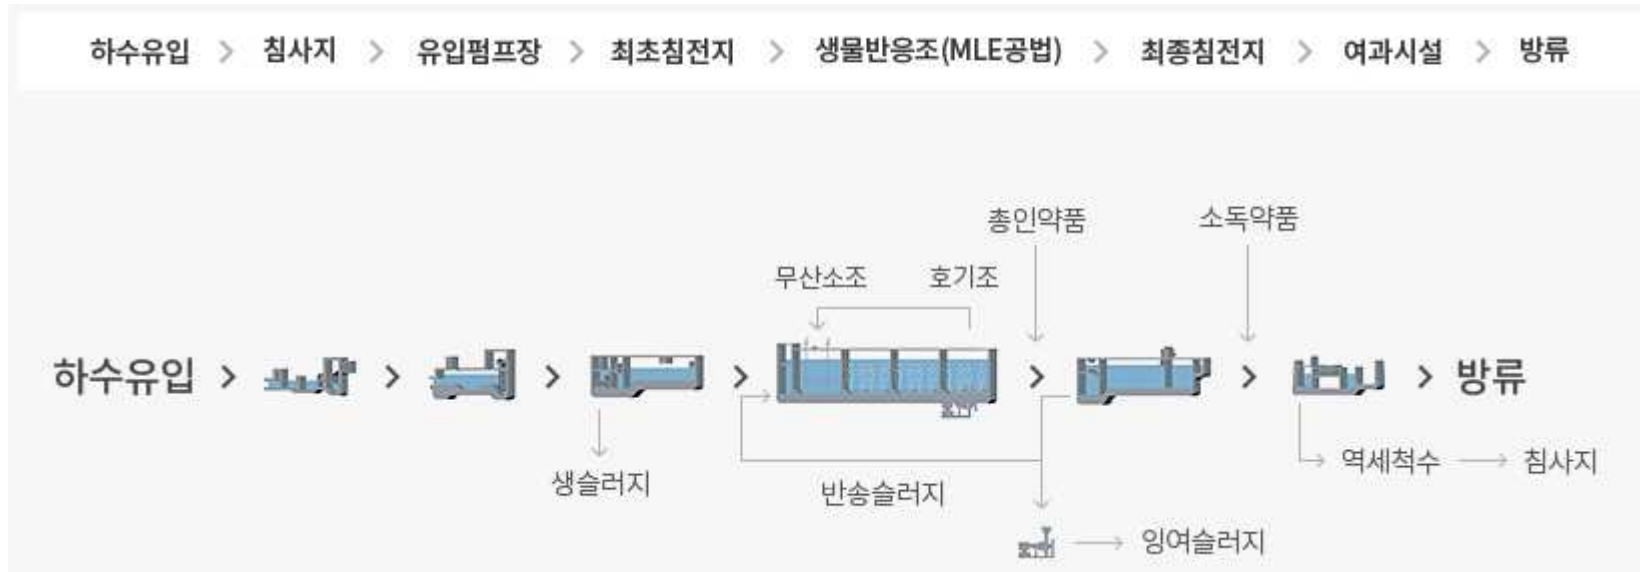 하수유입 > 침사지 > 유입펌프장 > 최초침전지 > 생물반응조(MLE공법) > 최종침전지 > 여과시설 > 방류
총인약품 소독약품
무산소조 호기조
하수유입 > > > > > > > 방류
생슬러지 반송슬러지 역세척수 침사지
잉여슬러지